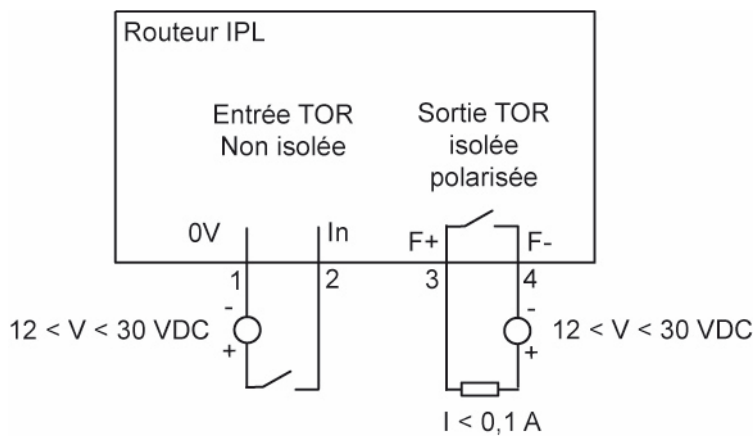 Routeur IPL
Entrée TOR
Non isolée
Sortie TOR
isolée
polarisée
0V
In
F+
F-
1
2
3
4
-
+
12 < V < 30 VDC
-
+
12 < V < 30 VDC
I < 0,1 A